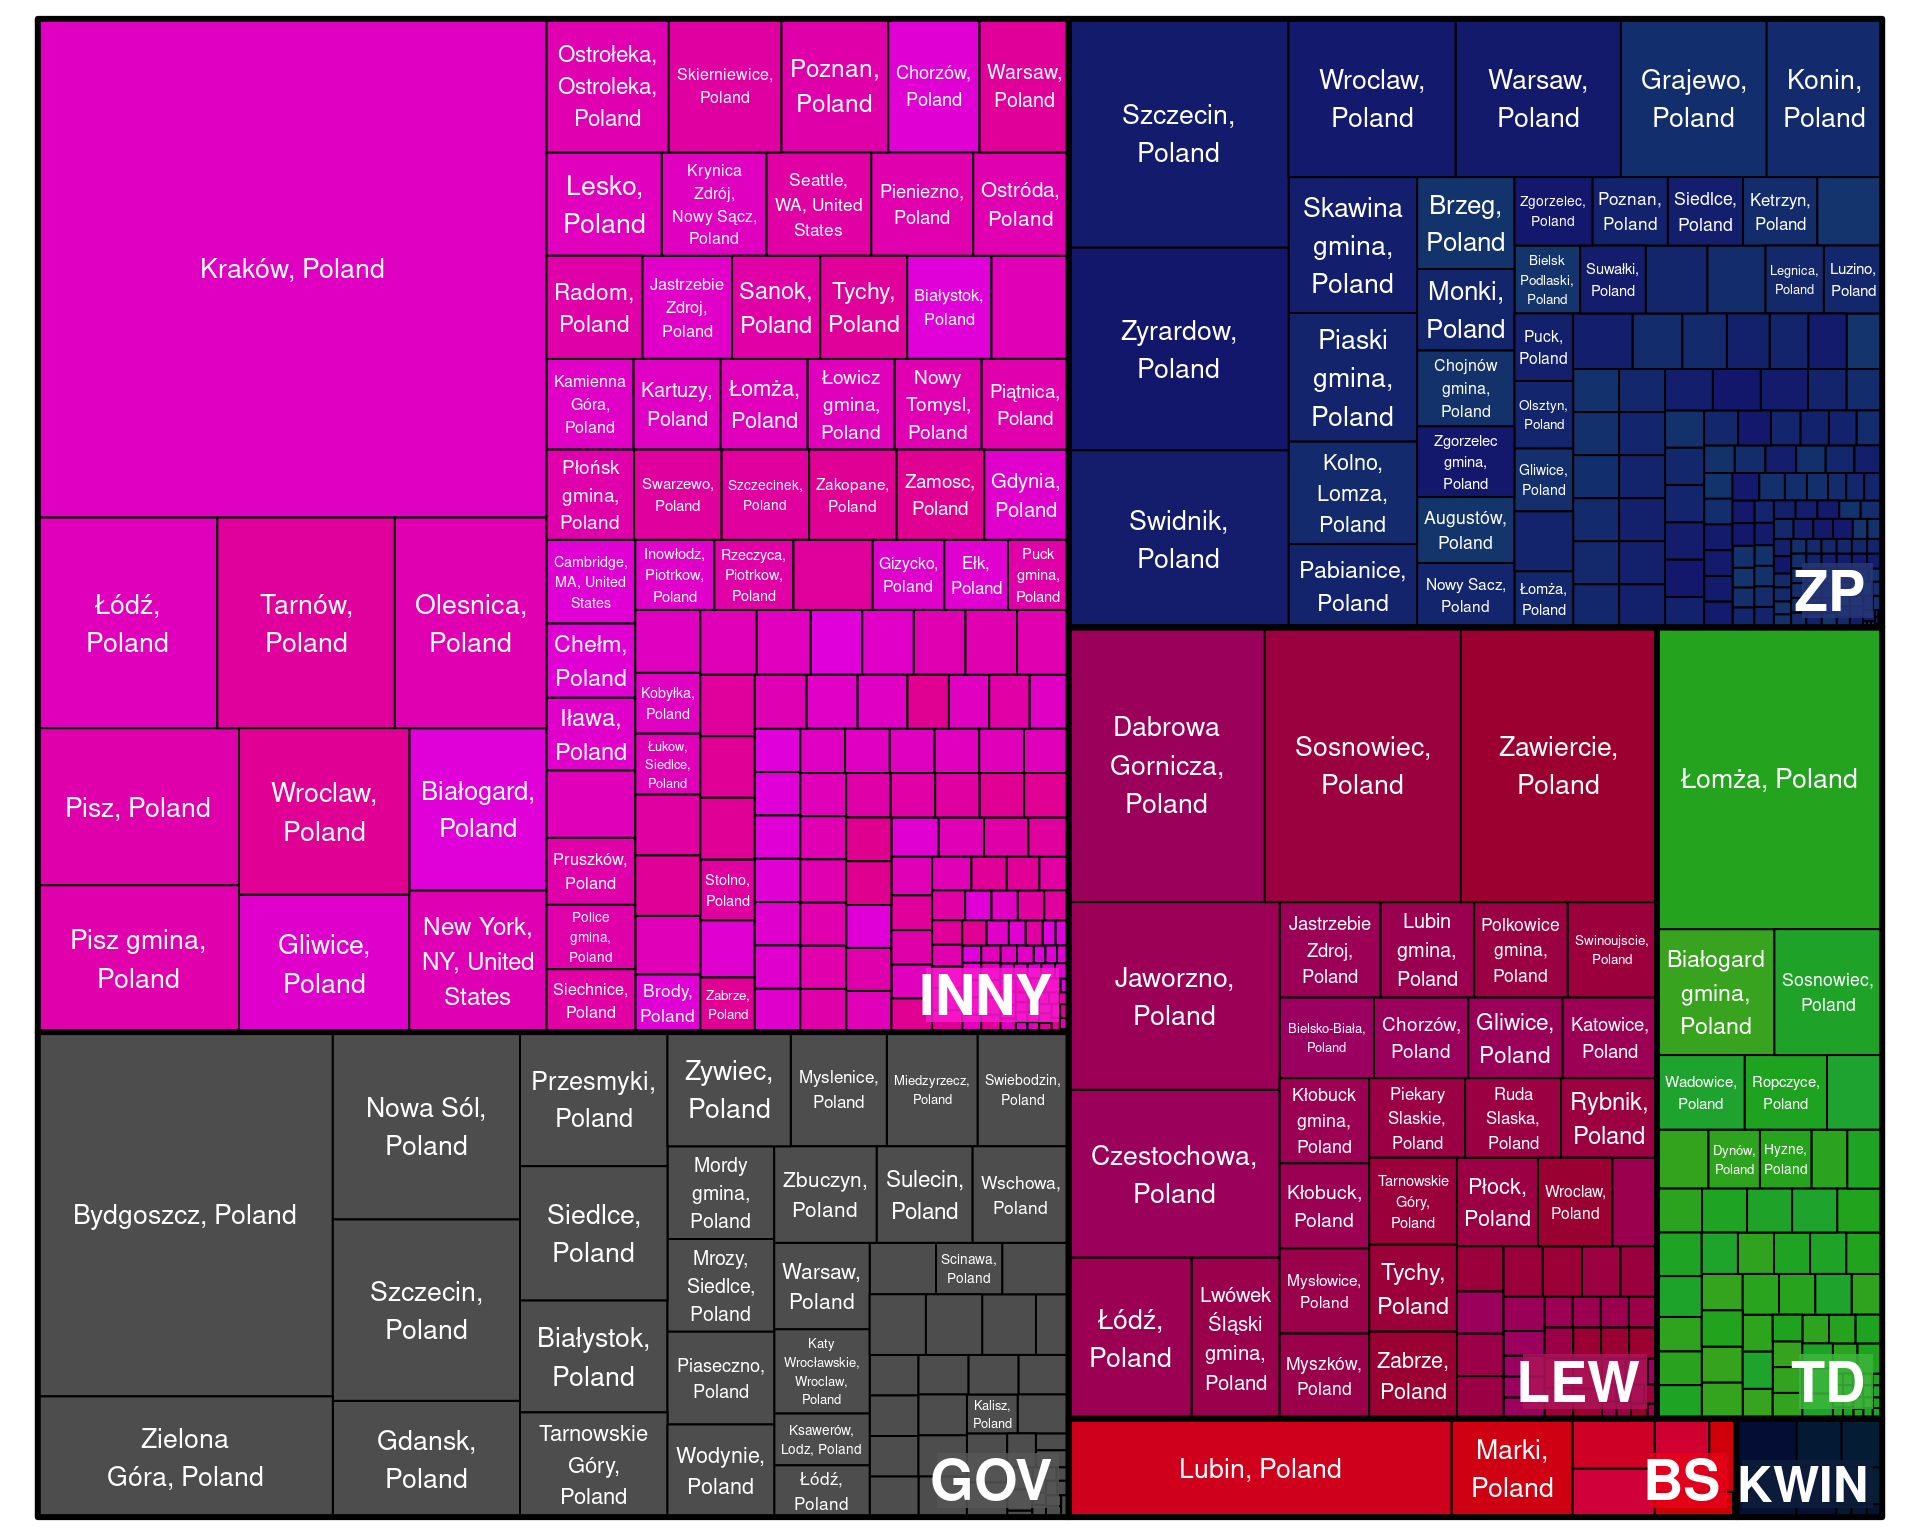 Kraków, Poland
Łódź,
Poland
Tarnów,
Poland
Olesnica,
Poland
Pisz, Poland
Wroclaw,
Poland
Białogard,
Poland
Pisz gmina,
Poland
Gliwice,
Poland
New York,
NY, United
States
Ostrołeka,
Ostroleka,
Poland
Skierniewice,
Poland
Poznan,
Poland
Chorzów,
Poland
Warsaw,
Poland
Lesko,
Poland
Krynica
Zdrój,
Nowy Sącz,
Poland
Seattle,
WA, United
States
Pieniezno,
Poland
Ostróda,
Poland
Radom,
Poland
Jastrzebie
Zdroj,
Poland
Sanok,
Poland
Tychy,
Poland
Białystok,
Poland
Kamienna
Góra,
Poland
Kartuzy,
Poland
Łomża,
Poland
Łowicz
gmina,
Poland
Nowy
Tomysl,
Poland
Piątnica,
Poland
Płońsk
gmina,
Poland
Swarzewo,
Poland
Szczecinek,
Poland
Zakopane,
Poland
Zamosc,
Poland
Gdynia,
Poland
Cambridge,
MA, United
States
Inowłodz,
Piotrkow,
Poland
Rzeczyca,
Piotrkow,
Poland
Gizycko,
Poland
Ełk,
Poland
Puck
gmina,
Poland
Chełm,
Poland
Iława,
Poland
Kobyłka,
Poland
Łukow,
Siedlce,
Poland
Pruszków,
Poland
Police
gmina,
Poland
Siechnice,
Poland
Stolno,
Poland
Brody,
Poland
Zabrze,
Poland
INNY
Bydgoszcz, Poland
Zielona
Góra, Poland
Nowa Sól,
Poland
Szczecin,
Poland
Gdansk,
Poland
Przesmyki,
Poland
Siedlce,
Poland
Białystok,
Poland
Tarnowskie
Góry,
Poland
Zywiec,
Poland
Myslenice,
Poland
Miedzyrzecz,
Poland
Swiebodzin,
Poland
Mordy
gmina,
Poland
Zbuczyn,
Poland
Sulecin,
Poland
Wschowa,
Poland
Mrozy,
Siedlce,
Poland
Warsaw,
Poland
Scinawa,
Poland
Piaseczno,
Poland
Katy
Wrocławskie,
Wroclaw,
Poland
Wodynie,
Poland
Ksawerów,
Lodz, Poland
Łódź,
Poland
Kalisz,
Poland
GOV
Szczecin,
Poland
Zyrardow,
Poland
Swidnik,
Poland
Wroclaw,
Poland
Warsaw,
Poland
Grajewo,
Poland
Konin,
Poland
Skawina
gmina,
Poland
Piaski
gmina,
Poland
Kolno,
Lomza,
Poland
Pabianice,
Poland
Brzeg,
Poland
Monki,
Poland
Chojnów
gmina,
Poland
Zgorzelec
gmina,
Poland
Augustów,
Poland
Nowy Sacz,
Poland
Zgorzelec,
Poland
Poznan,
Poland
Siedlce,
Poland
Ketrzyn,
Poland
Bielsk
Podlaski,
Poland
Suwałki,
Poland
Legnica,
Poland
Luzino,
Poland
Puck,
Poland
Olsztyn,
Poland
Gliwice,
Poland
Łomża,
Poland
ZP
Dabrowa
Gornicza,
Poland
Sosnowiec,
Poland
Zawiercie,
Poland
Jaworzno,
Poland
Czestochowa,
Poland
Łódź,
Poland
Lwówek
Śląski
gmina,
Poland
Jastrzebie
Zdroj,
Poland
Lubin
gmina,
Poland
Polkowice
gmina,
Poland
Swinoujscie,
Poland
Bielsko-Biała,
Poland
Chorzów,
Poland
Gliwice,
Poland
Katowice,
Poland
Kłobuck
gmina,
Poland
Piekary
Slaskie,
Poland
Ruda
Slaska,
Poland
Rybnik,
Poland
Kłobuck,
Poland
Tarnowskie
Góry,
Poland
Płock,
Poland
Wroclaw,
Poland
Mysłowice,
Poland
Tychy,
Poland
Myszków,
Poland
Zabrze,
Poland
LEW
Łomża, Poland
Białogard
gmina,
Poland
Sosnowiec,
Poland
Wadowice,
Poland
Ropczyce,
Poland
Dynów,
Poland
Hyzne,
Poland
TD
Lubin, Poland
Marki,
Poland
BS
KWIN